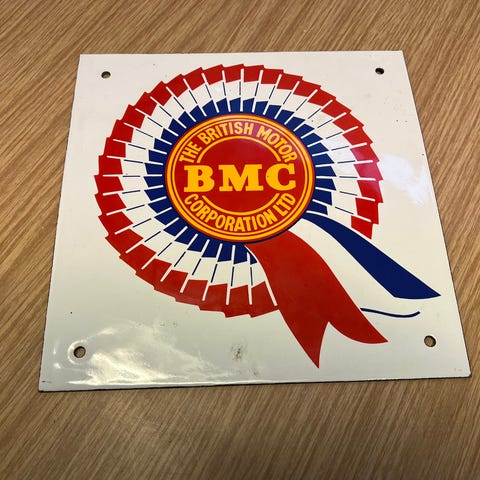 THE BRITISH MOTOR
BMC
CORPORATION LTD